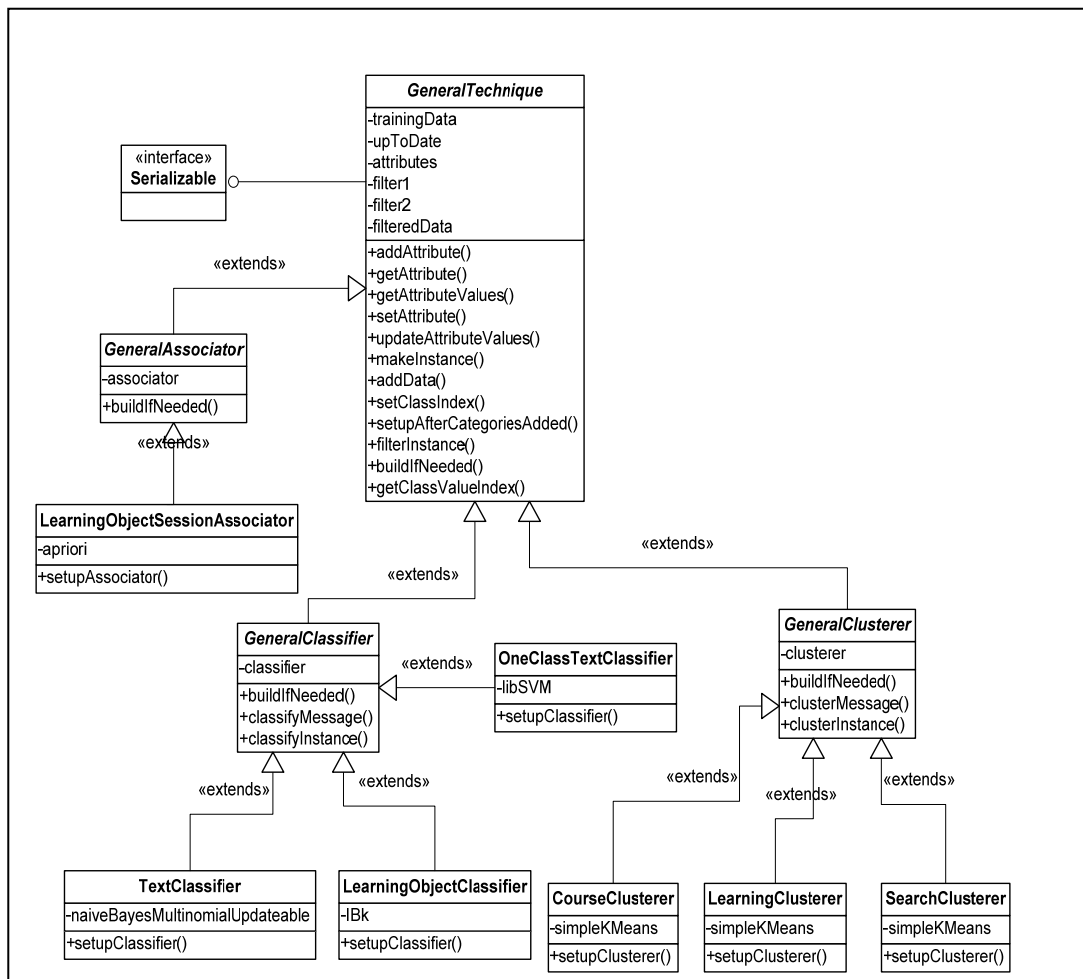 GeneralTechnique
-trainingData
-upToDate
-attributes
-filter1
-filter2
-filteredData
+addAttribute()
+getAttribute()
+getAttributeValues()
+setAttribute()
+updateAttributeValues()
+makeInstance()
+addData()
+setClassIndex()
+setupAfterCategoriesAdded()
+filterInstance()
+buildIfNeeded()
+getClassValueIndex()
«interface»
Serializable
«extends»
GeneralAssociator
-associator
+buildIfNeeded()
«extends»
LearningObjectSessionAssociator
-apriori
+setupAssociator()
«extends»
«extends»
GeneralClassifier
-classifier
+buildIfNeeded()
+classifyMessage()
+classifyInstance()
«extends»
OneClassTextClassifier
-libSVM
+setupClassifier()
GeneralClusterer
-clusterer
+buildIfNeeded()
+clusterMessage()
+clusterInstance()
«extends»
«extends»
«extends»
«extends»
«extends»
TextClassifier
-naiveBayesMultinomialUpdateable
+setupClassifier()
LearningObjectClassifier
-IBk
+setupClassifier()
CourseClusterer
-simpleKMeans
+setupClusterer()
LearningClusterer
-simpleKMeans
+setupClusterer()
SearchClusterer
-simpleKMeans
+setupClusterer()